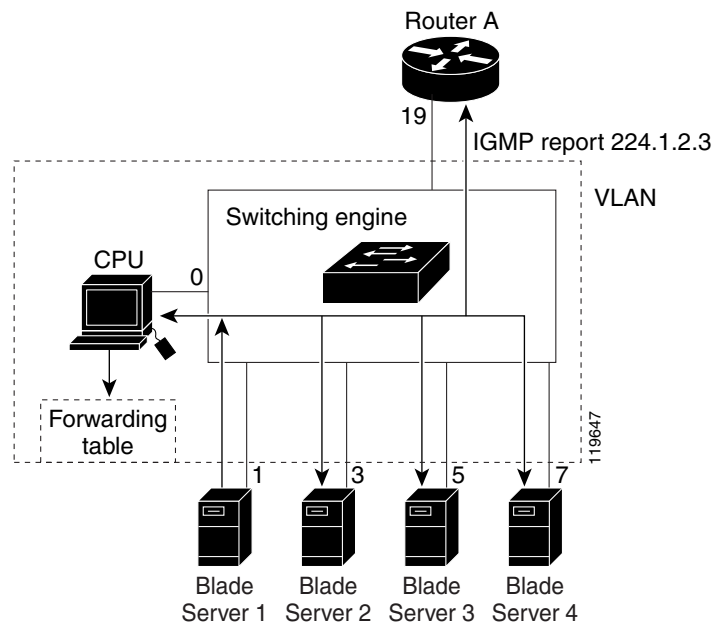 Router A
19
IGMP report 224.1.2.3
VLAN
Switching engine
CPU
0
Forwarding
table
119647
1
3
5
7
Blade
Server 1
Blade
Server 2
Blade
Server 3
Blade
Server 4